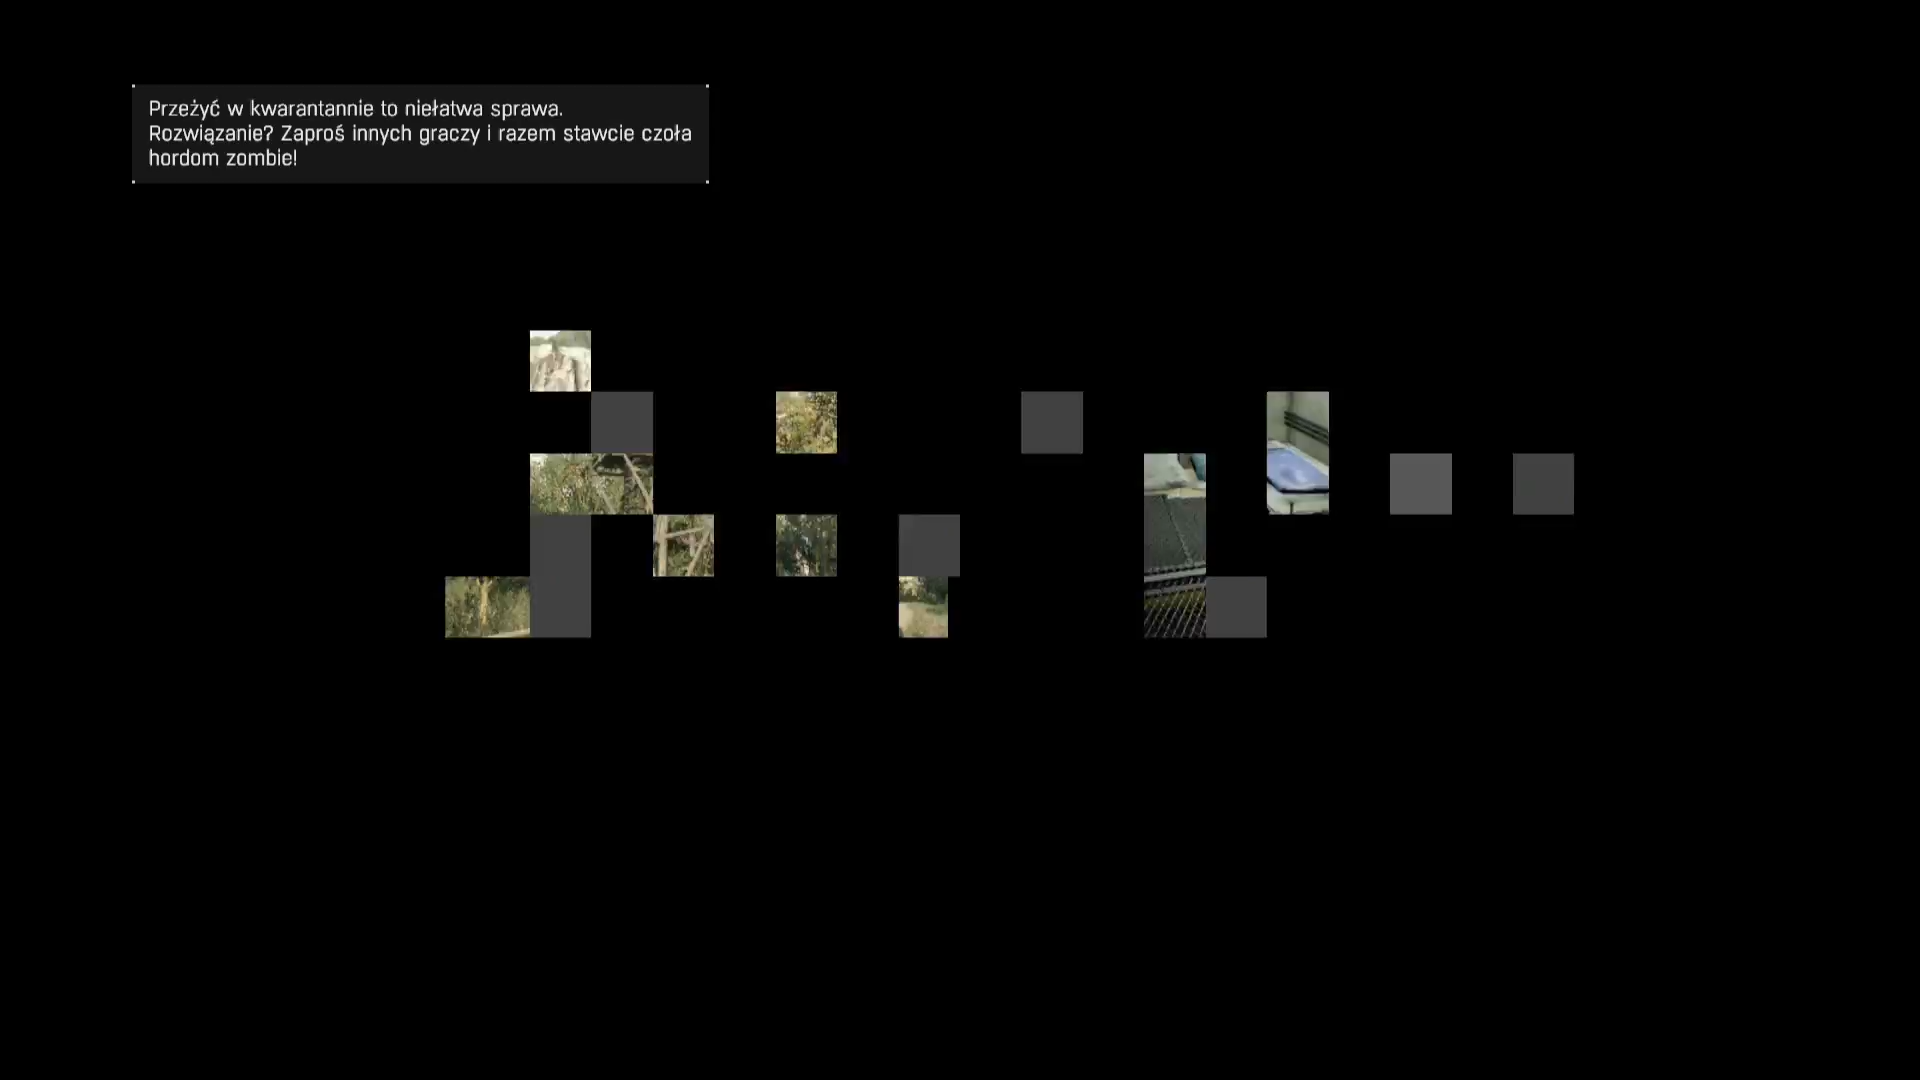 Przeżyć w kwarantannie to niełatwa sprawa.
Rozwiązanie? Zaproś innych graczy i razem stawcie czoła
hordom zombie!